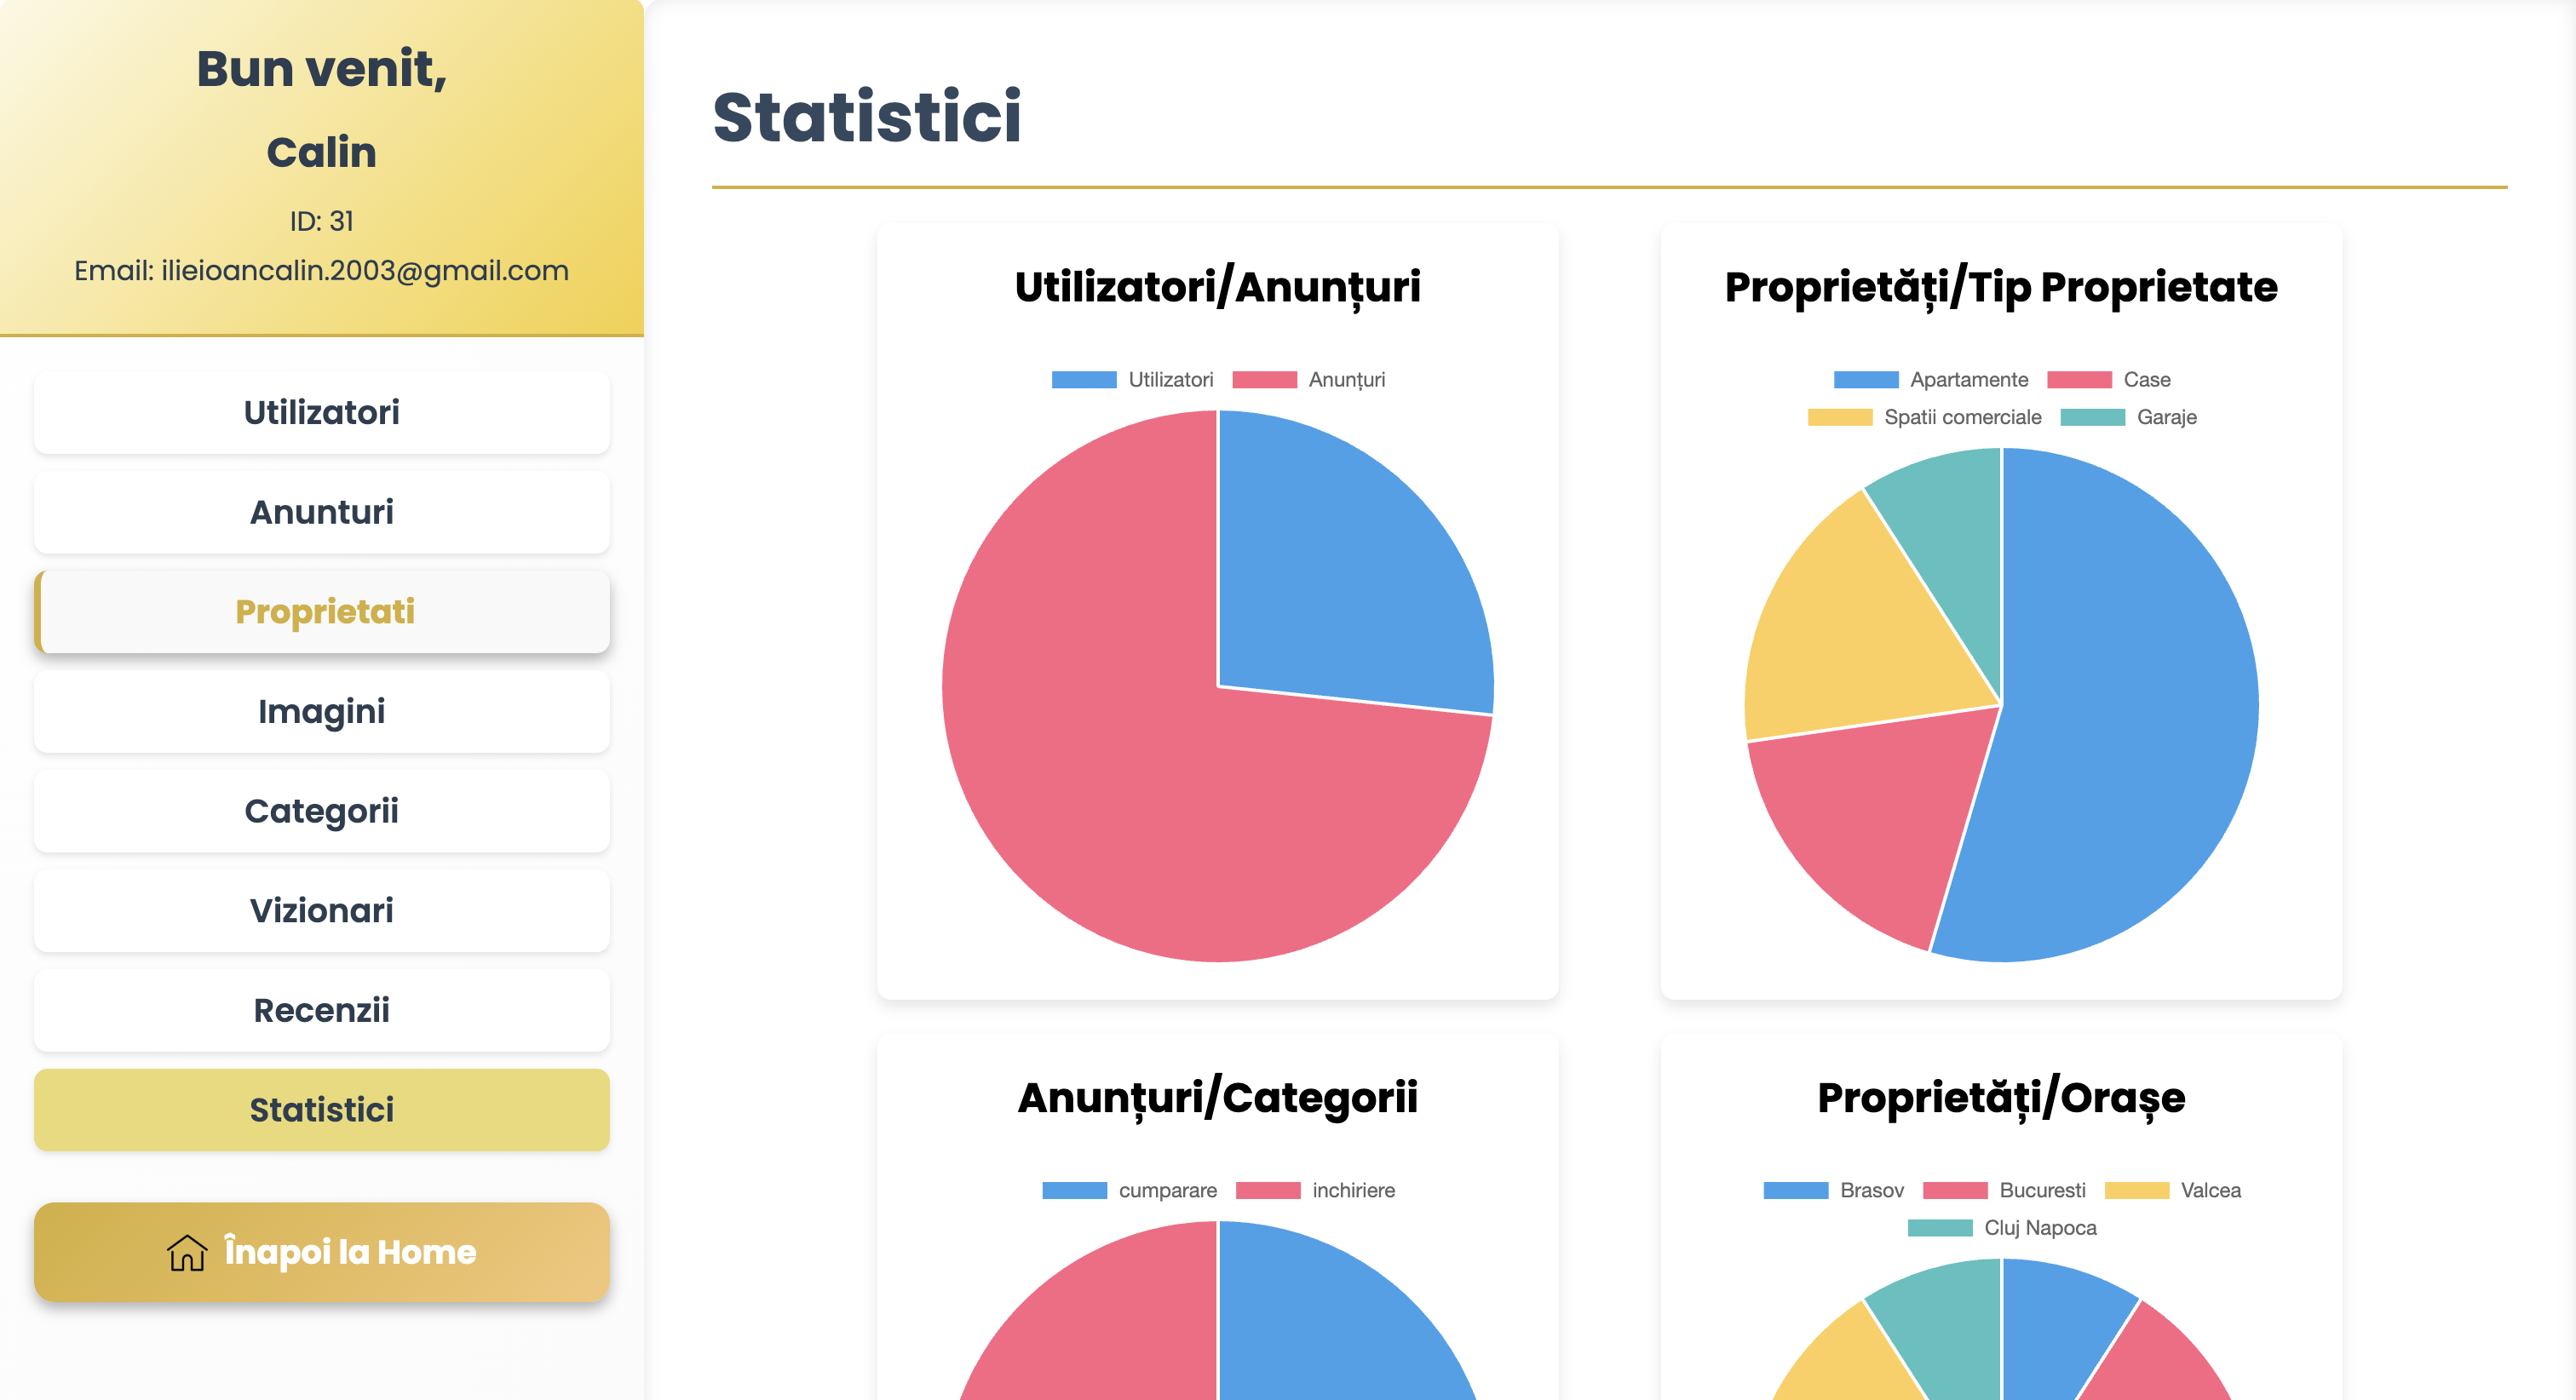 Bun venit,
Calin
ID: 31
Email: ilieioancalin.2003@gmail.com
Utilizatori
Anunturi
Proprietati
Imagini
Categorii
Vizionari
Recenzii
Statistici
Înapoi la Home
Statistici
Utilizatori/Anunțuri
Utilizatori Anunțuri
Proprietăți/Tip Proprietate
Apartamente Case
Spatii comerciale Garaje
Anunțuri/Categorii
cumparare inchiriere
Proprietăți/Orașe
Brasov Bucuresti Valcea
Cluj Napoca